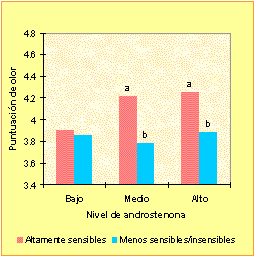 Puntuación de olor
4.8
4.6
4.4
4.2
4
3.8
3.6
3.4
a
a
b
b
Bajo Medio Alto
Nivel de androstenona
Altamente sensibles Menos sensibles/insensibles